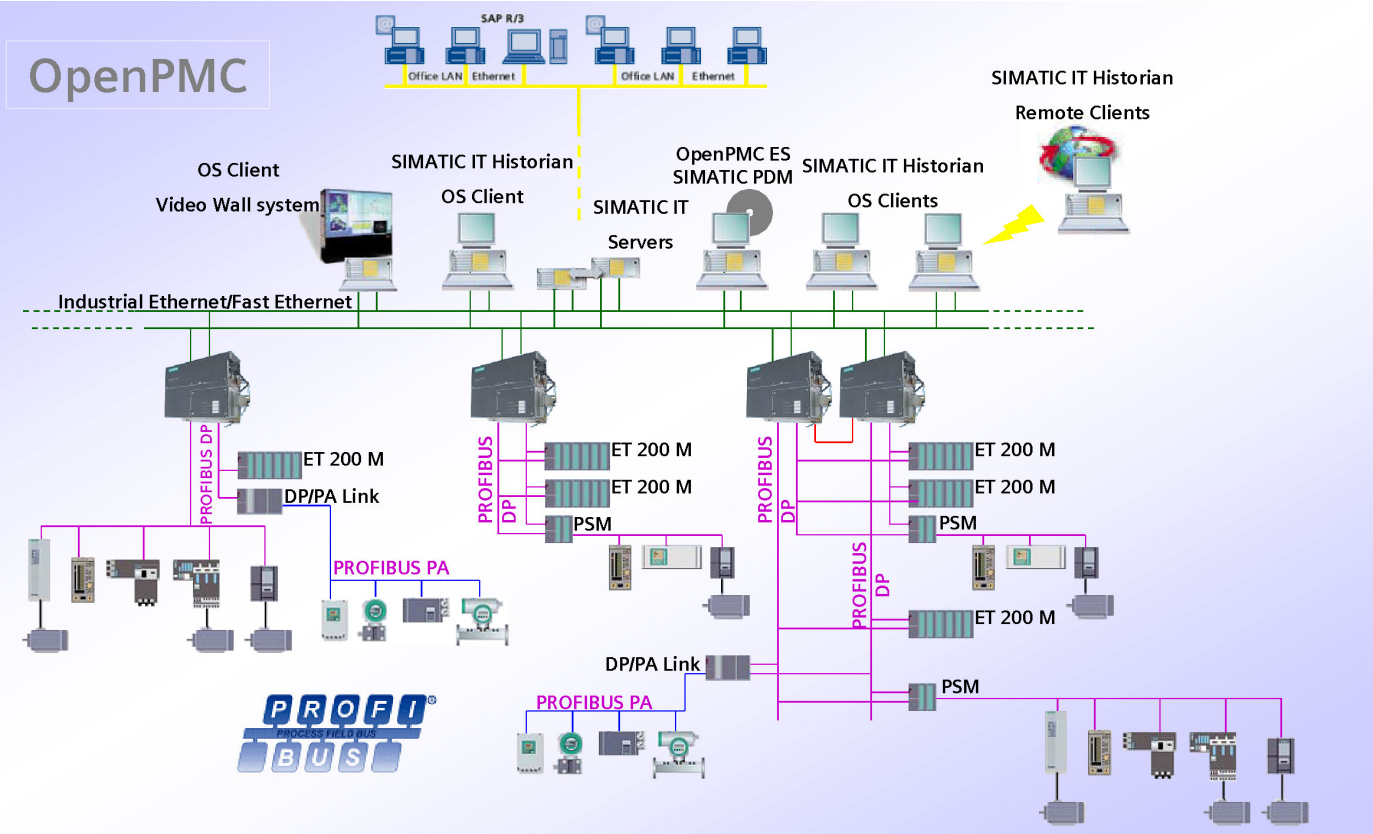 SAP R/3
Office LAN Ethernet
Office LAN Ethernet
OpenPMC
SIMATIC IT Historian
Remote Clients
OS Client
Video Wall system
SIMATIC IT Historian
OS Client
SIMATIC IT
Servers
OpenPMC ES
SIMATIC PDM
SIMATIC IT Historian
OS Clients
Industrial Ethernet/Fast Ethernet
PROFIBUS DP
ET 200 M
DP/PA Link
PROFIBUS PA
PROFIBUS
DP
ET 200 M
ET 200 M
PSM
PROFIBUS
DP
ET 200 M
ET 200 M
PSM
PROFIBUS
DP
ET 200 M
DP/PA Link
PSM
PROFIBUS PA
PROFI®
PROCESS FIELD BUS
BUS